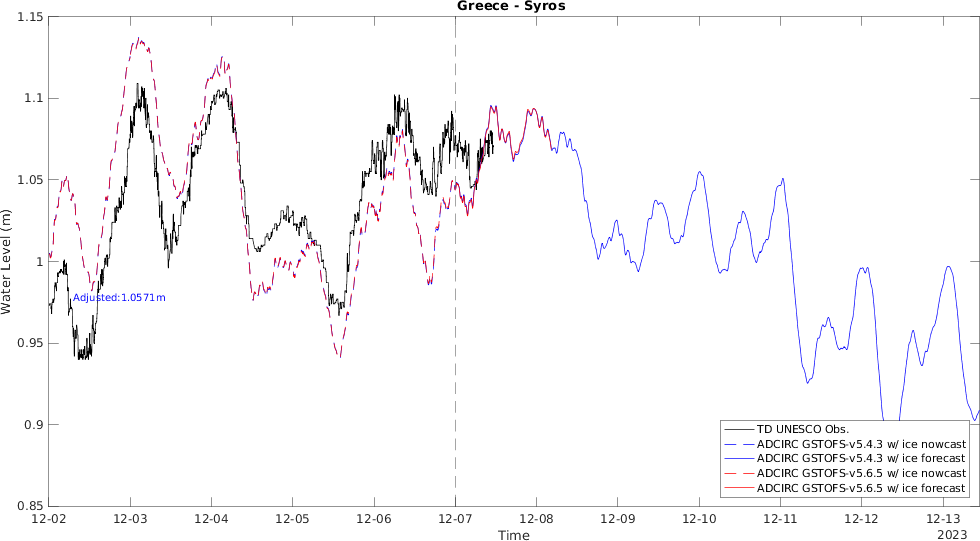 Greece - Syros
1.15
1.1
1.05
1
0.95
0.9
0.85
Water Level (m)
Adjusted:1.0571m
TD UNESCO Obs.
ADCIRC GSTOFS-v5.4.3 w/ ice nowcast
ADCIRC GSTOFS-v5.4.3 w/ ice forecast
ADCIRC GSTOFS-v5.6.5 w/ ice nowcast
ADCIRC GSTOFS-v5.6.5 w/ ice forecast
12-02 12-03 12-04 12-05 12-06 12-07 12-08 12-09 12-10 12-11 12-12 12-13
Time
2023